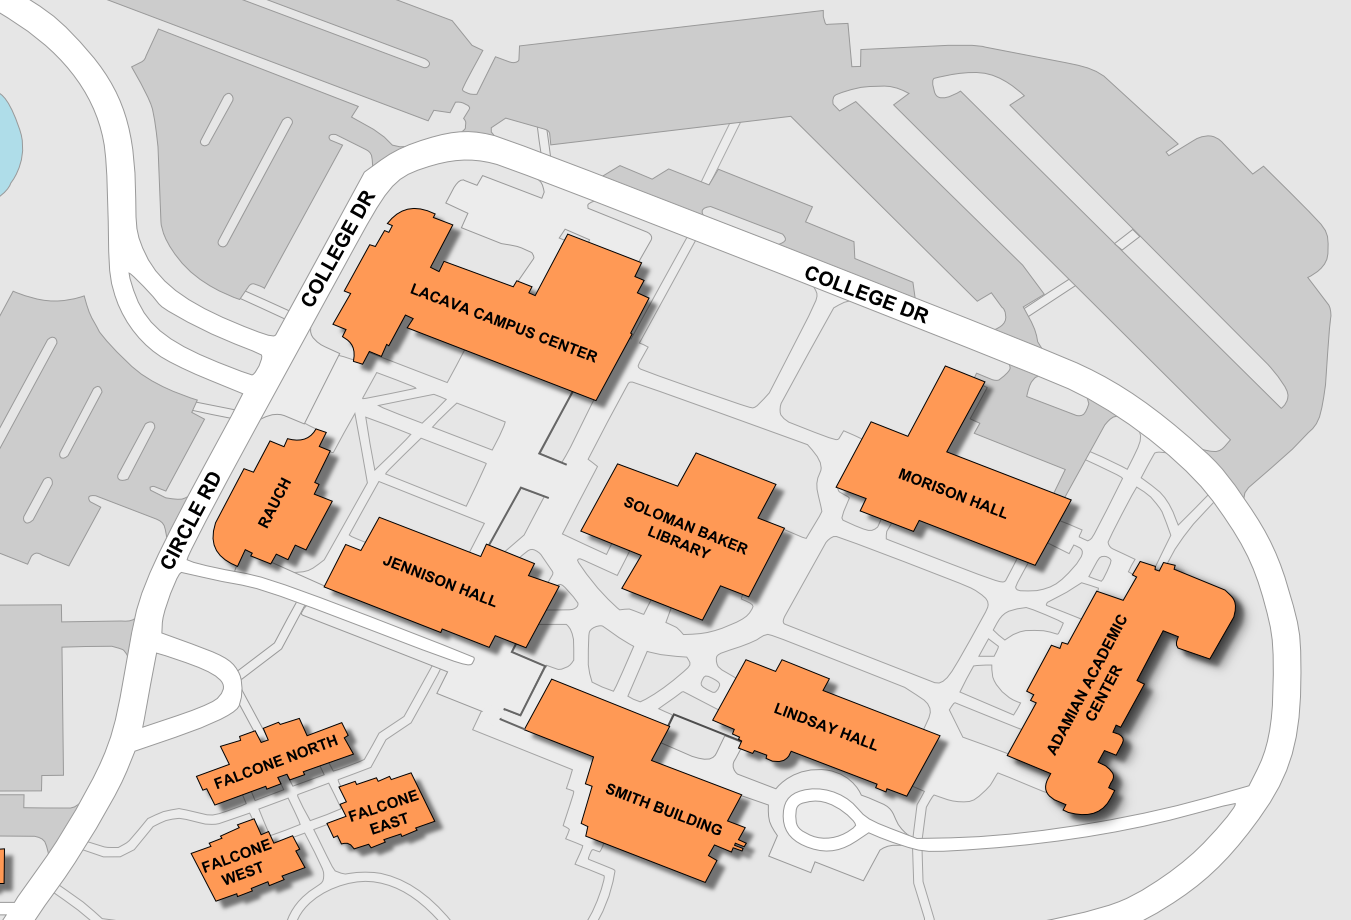 COLLEGE DR
COLLEGE DR
LACAVA CAMPUS CENTER
CIRCLE RD
RAUCH
MORISON HALL
SOLOMAN BAKER
LIBRARY
JENNISON HALL
ADAMIAN ACADEMIC
CENTER
LINDSAY HALL
FALCONE NORTH
SMITH BUILDING
FALCONE
EAST
FALCONE
WEST